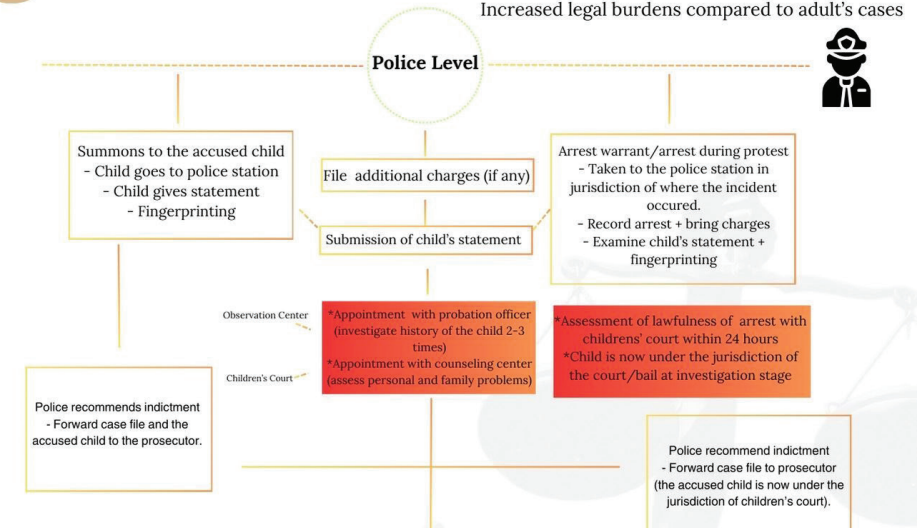 Increased legal burdens compared to adult’s cases
Police Level
Summons to the accused child
- Child goes to police station
- Child gives statement
- Fingerprinting
File additional charges (if any)
Submission of child’s statement
Arrest warrant/arrest during protest
- Taken to the police station in
jurisdiction of where the incident
occured.
- Record arrest + bring charges
- Examine child’s statement +
fingerprinting
Observation Center
Children’s Court
*Appointment with probation officer
(investigate history of the child 2-3
times)
*Appointment with counseling center
(assess personal and family problems)
*Assessment of lawfulness of arrest with
childrens’ court within 24 hours
*Child is now under the jurisdiction of
the court/bail at investigation stage
Police recommends indictment
- Forward case file and the
accused child to the prosecutor.
Police recommend indictment
- Forward case file to prosecutor
(the accused child is now under the
jurisdiction of children’s court).